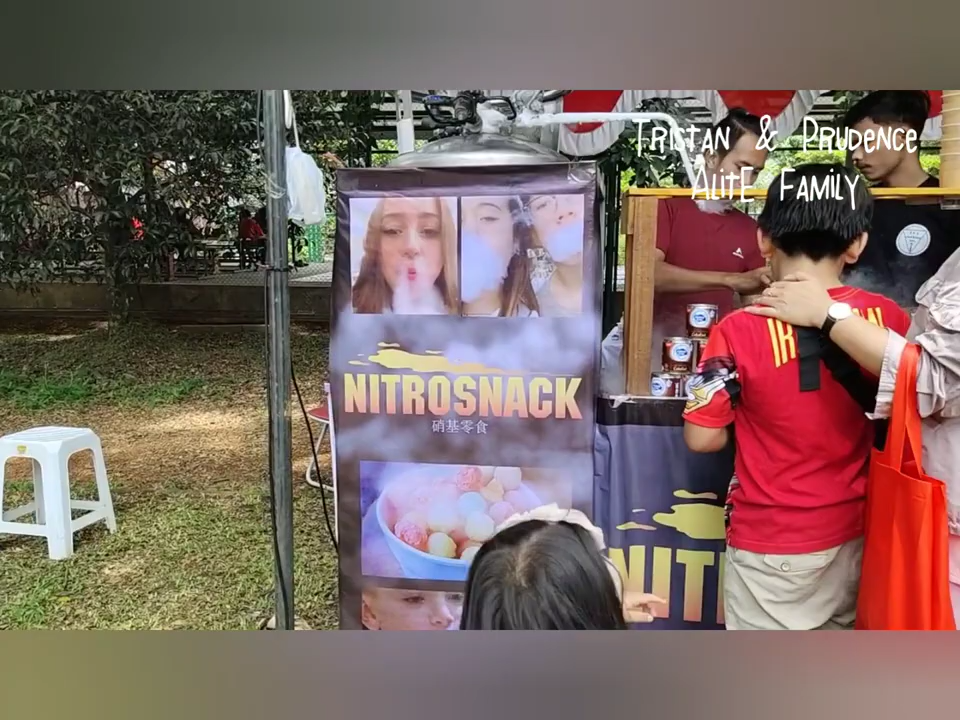 Tristan & Prudence
Alite Family
NITROSNACK
硝基零食
NIT